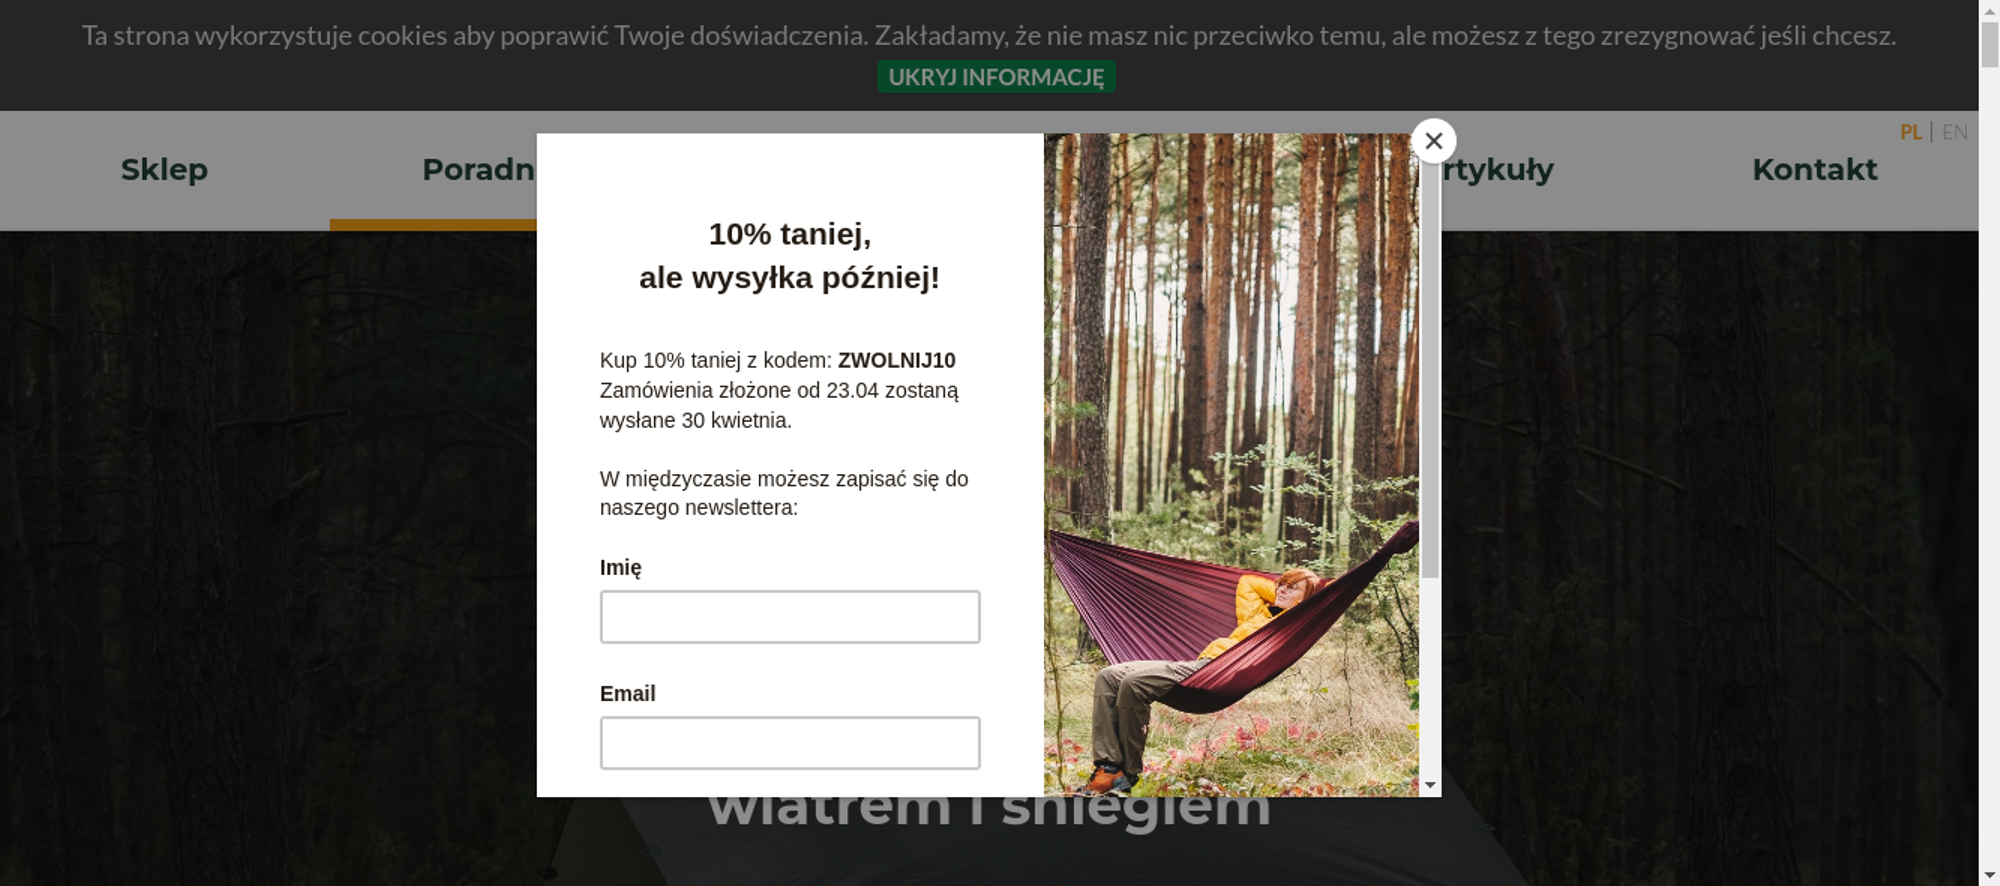 Ta strona wykorzystuje cookies aby poprawić Twoje doświadczenia. Zakładamy, że nie masz nic przeciwko temu, ale możesz z tego zrezygnować jeśli chcesz.
UKRYJ INFORMACJĘ
PL | EN
Sklep
Kontakt
10% taniej,
ale wysyłka później!
Kup 10% taniej z kodem: ZWOLNIJ10
Zamówienia złożone od 23.04 zostaną
wysłane 30 kwietnia.
W międzyczasie możesz zapisać się do
naszego newslettera:
Imię
Email
wiatrem i śniegiem